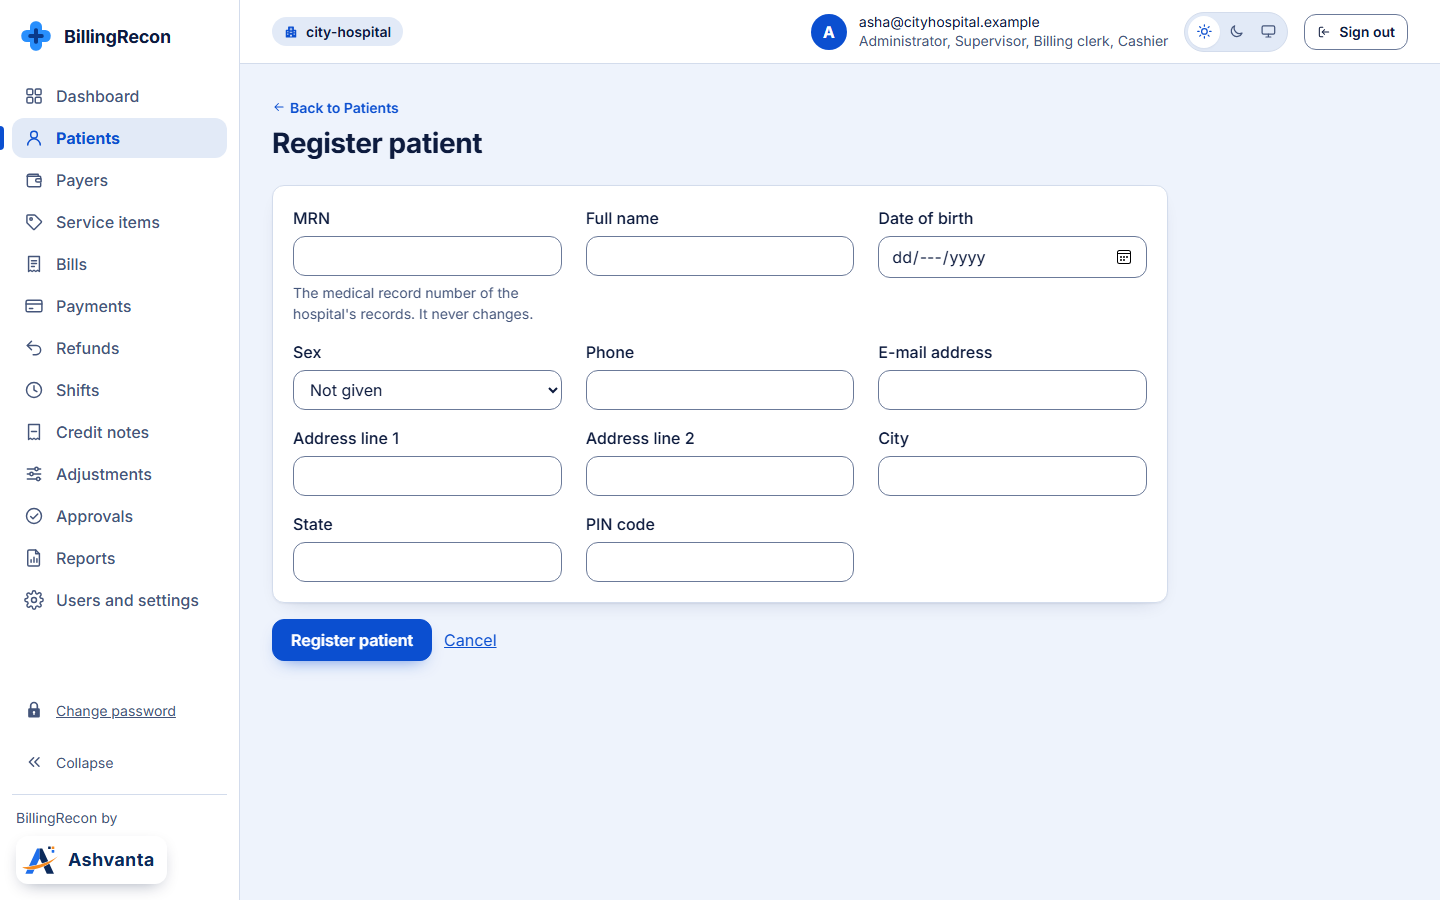 BillingRecon
city-hospital
A
asha@cityhospital.example
Administrator, Supervisor, Billing clerk, Cashier
Sign out
Dashboard
Patients
Payers
Service items
Bills
Payments
Refunds
Shifts
Credit notes
Adjustments
Approvals
Reports
Users and settings
Change password
Collapse
BillingRecon by
Ashvanta
Back to Patients
Register patient
MRN
Full name
Date of birth
dd/---/yyyy
The medical record number of the
hospital's records. It never changes.
Sex
Phone
E-mail address
Not given
Address line 1
Address line 2
City
State
PIN code
Register patient
Cancel